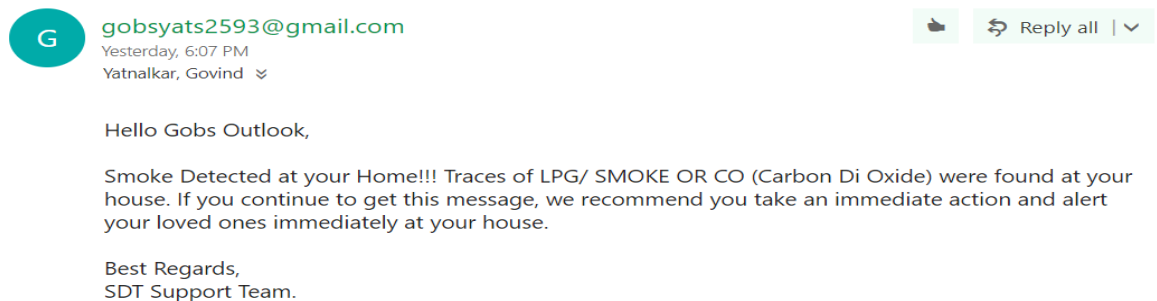 G
gobsyats2593@gmail.com
Reply all
Yesterday, 6:07 PM
Yatnalkar, Govind
Hello Gobs Outlook,
Smoke Detected at your Home!!! Traces of LPG/ SMOKE OR CO (Carbon Di Oxide) were found at your
house. If you continue to get this message, we recommend you take an immediate action and alert
your loved ones immediately at your house.
Best Regards,
SDT Support Team.